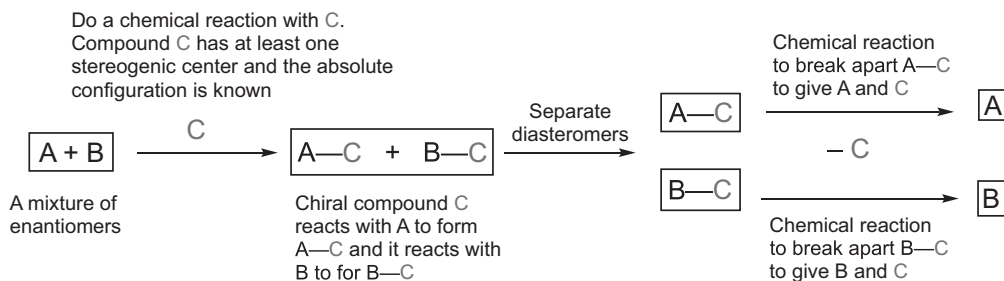 Do a chemical reaction with C.
Compound C has at least one
stereogenic center and the absolute
configuration is known
A + B
C
A mixture of
enantiomers
A—C + B—C
Chiral compound C
reacts with A to form
A—C and it reacts with
B to for B—C
Separate
diasteromers
A—C
B—C
Chemical reaction
to break apart A—C
to give A and C
– C
Chemical reaction
to break apart B—C
to give B and C
A
B